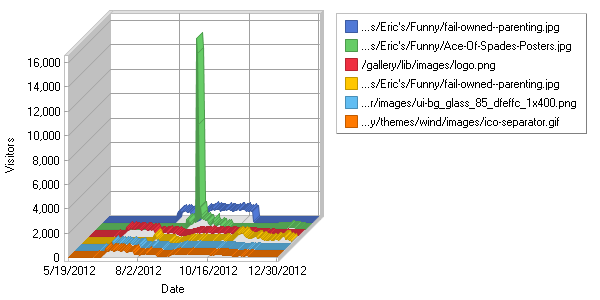 ...s/Eric's/Funny/fail-owned--parenting.jpg
...s/Eric's/Funny/Ace-Of-Spades-Posters.jpg
/gallery/lib/images/logo.png
...s/Eric's/Funny/fail-owned--parenting.jpg
...r/images/ui-bg_glass_85_dfeffc_1x400.png
...y/themes/wind/images/ico-separator.gif
16,000
14,000
12,000
10,000
8,000
6,000
4,000
2,000
0
Visitors
5/19/2012 8/2/2012 10/16/2012 12/30/2012
Date